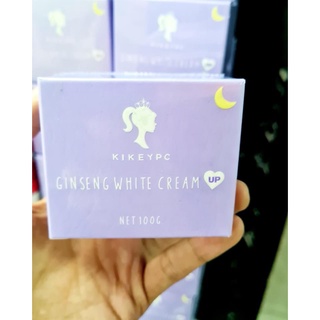 KIKEYPC
GINSENG WHITE CREAM UP
NET 100G